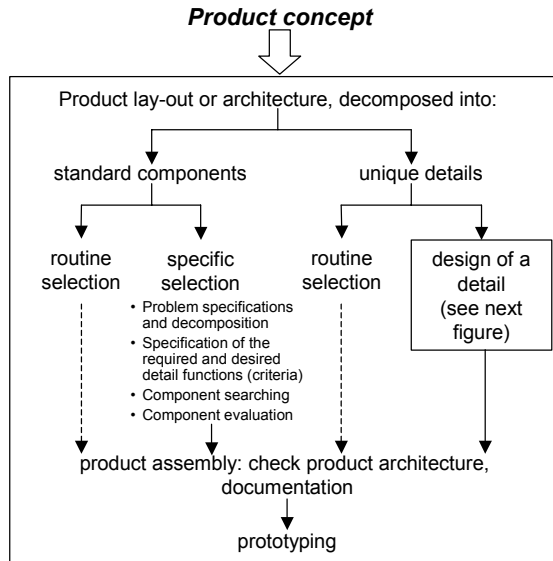 Product concept
Product lay-out or architecture, decomposed into:
standard components
unique details
routine
selection
specific
selection
• Problem specifications
and decomposition
• Specification of the
required and desired
detail functions (criteria)
• Component searching
• Component evaluation
routine
selection
design of a
detail
(see next
figure)
product assembly: check product architecture,
documentation
prototyping